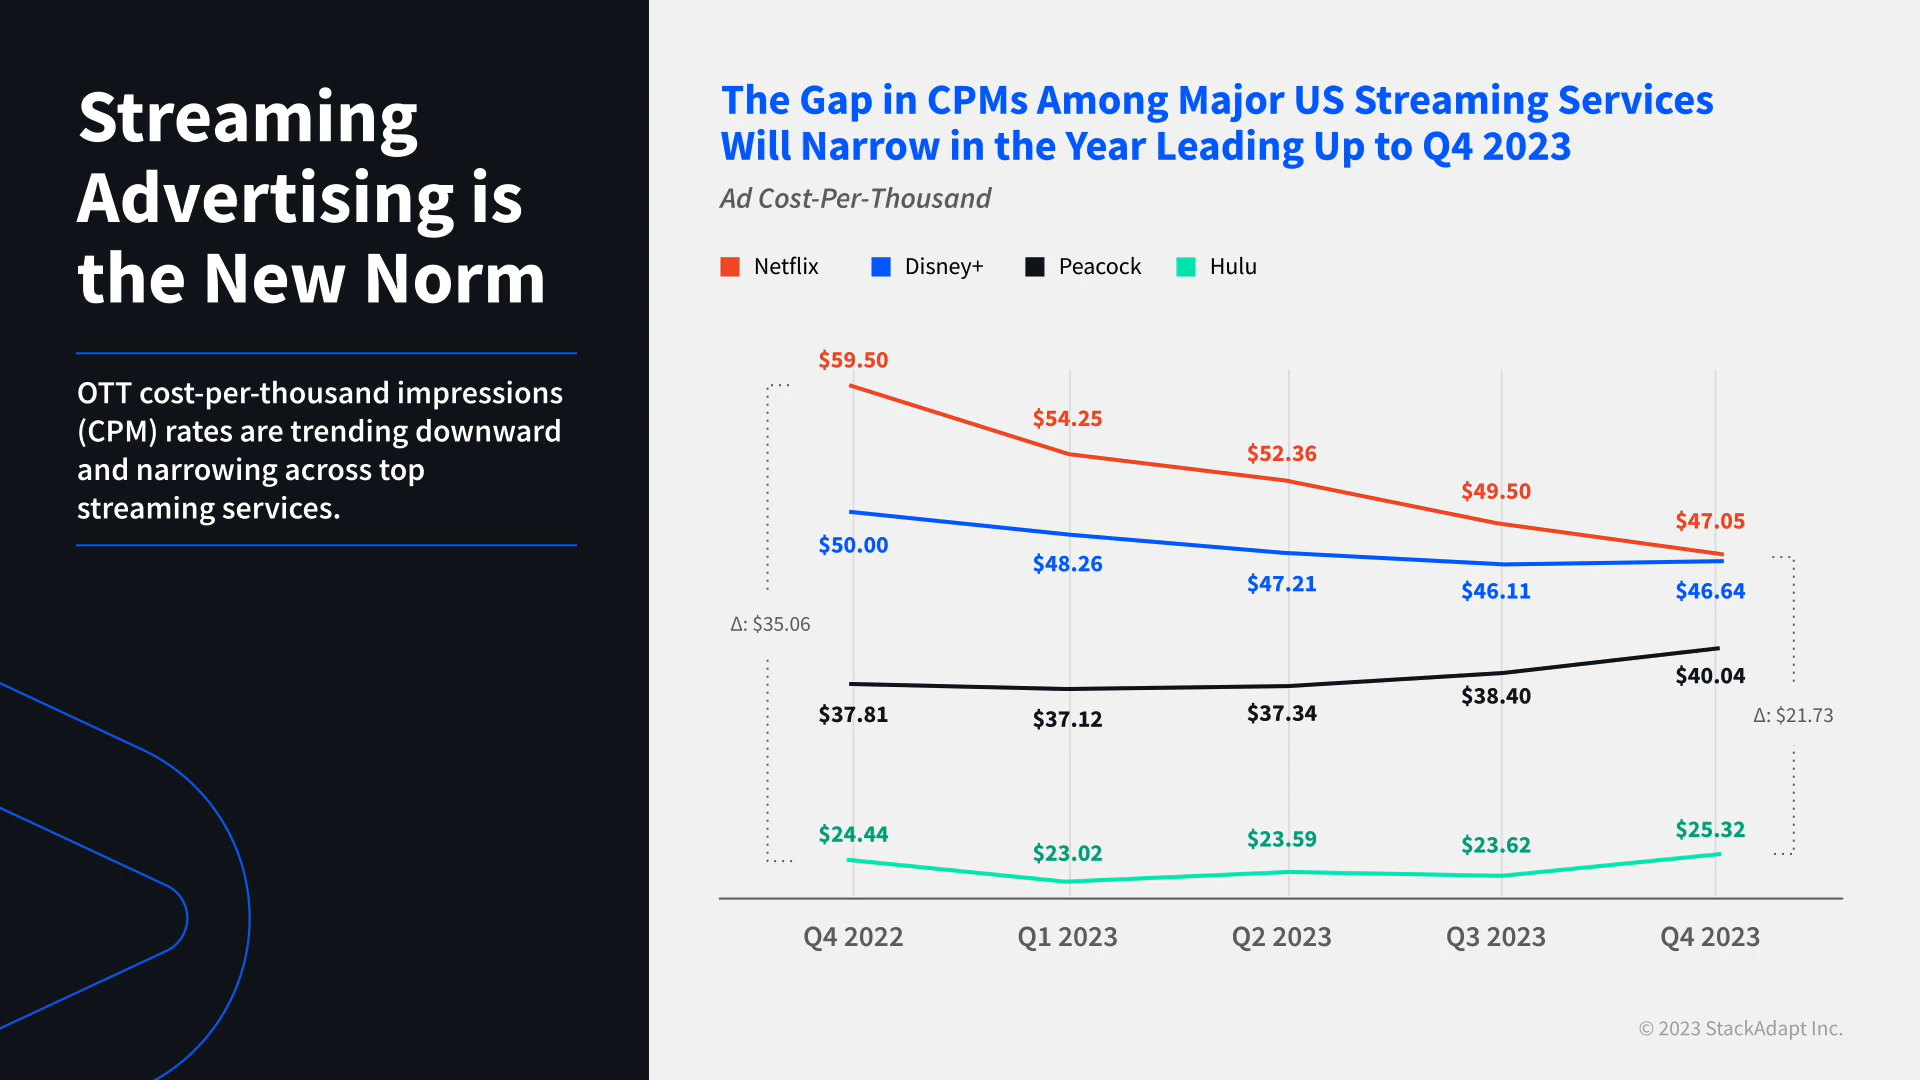 Streaming
Advertising is
the New Norm
OTT cost-per-thousand impressions
(CPM) rates are trending downward
and narrowing across top
streaming services.
The Gap in CPMs Among Major US Streaming Services
Will Narrow in the Year Leading Up to Q4 2023
Ad Cost-Per-Thousand
Netflix Disney+ Peacock Hulu
$59.50 $54.25 $52.36 $49.50 $47.05
$50.00 $48.26 $47.21 $46.11 $46.64
Δ: $35.06
$37.81 $37.12 $37.34 $38.40 $40.04
Δ: $21.73
$24.44 $23.02 $23.59 $23.62 $25.32
Q4 2022 Q1 2023 Q2 2023 Q3 2023 Q4 2023
© 2023 StackAdapt Inc.